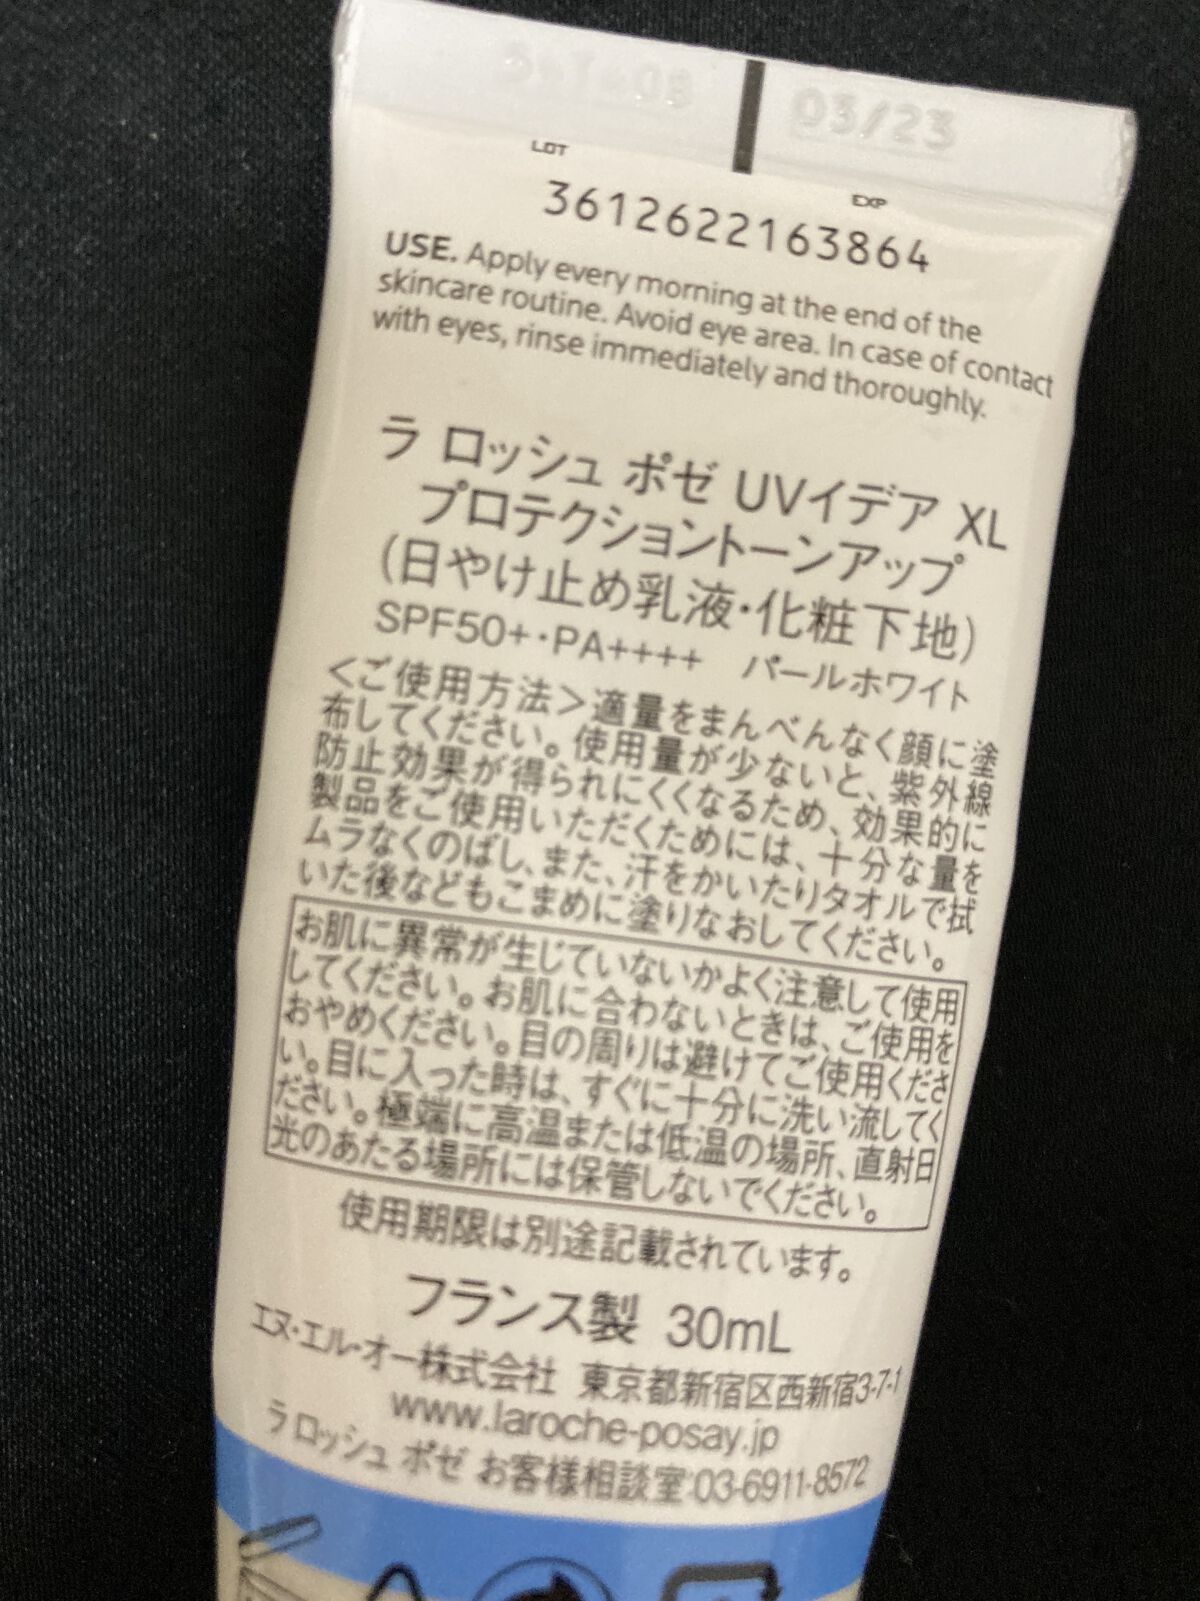 03/23
LOT
EXP
3612622163864
USE. Apply every morning at the end of the
skincare routine. Avoid eye area. In case of contact
with eyes, rinse immediately and thoroughly.
ラ ロッシュ ポゼ UVイデア XL
プロテクショントーンアップ
(日やけ止め乳液・化粧下地)
SPF50+・PA++++ パールホワイト
<ご使用方法>適量をまんべんなく顔に塗
布してください。使用量が少ないと、紫外線
防止効果が得られにくくなるため、効果的に
製品をご使用いただくためには、十分な量を
ムラなくのばし、また、汗をかいたりタオルで拭
いた後などもこまめに塗りなおしてください。
お肌に異常が生じていないかよく注意して使用
してください。お肌に合わないときは、ご使用を
おやめください。目の周りは避けてご使用くださ
い。目に入った時は、すぐに十分に洗い流してく
ださい。極端に高温または低温の場所、直射日
光のあたる場所には保管しないでください。
使用期限は別途記載されています。
フランス製 30mL
エヌ・エル・オー株式会社 東京都新宿区西新宿3-7-1
www.laroche-posay.jp
ラ ロッシュ ポゼ お客様相談室:03-6911-8572